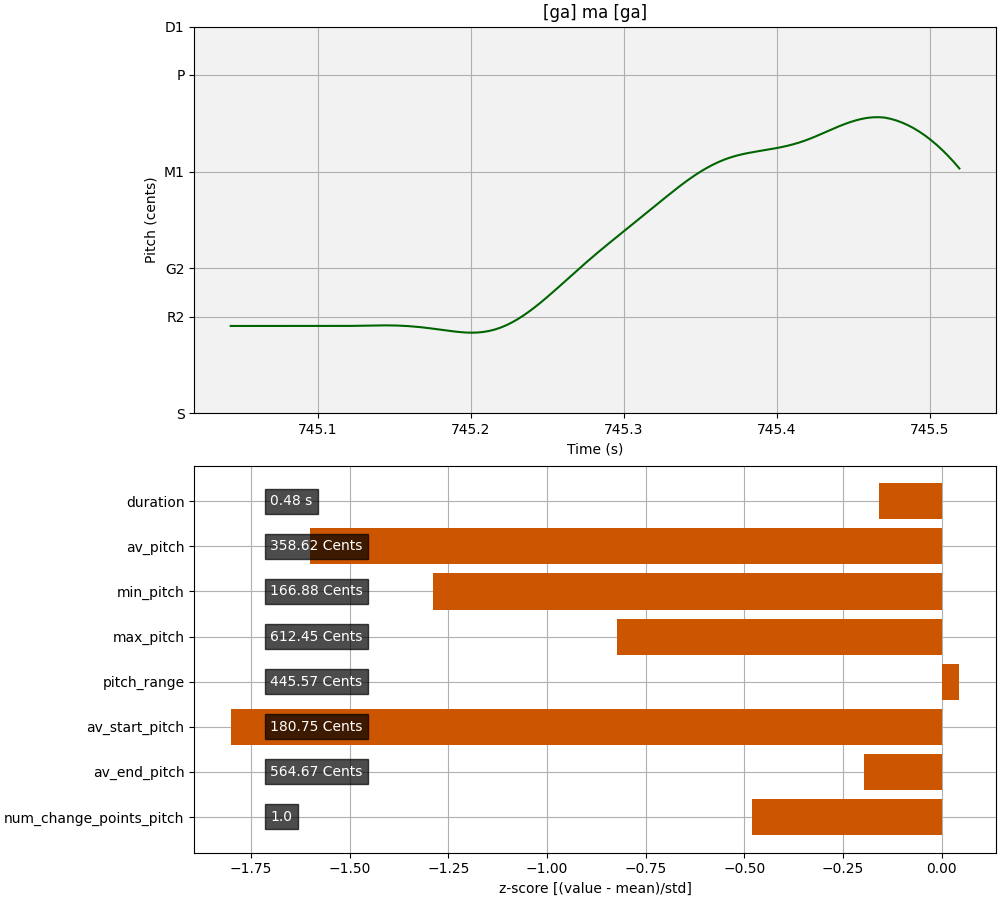 [ga] ma [ga]
D1
P
M1
G2
R2
S
Pitch (cents)
745.1 745.2 745.3 745.4 745.5
Time (s)
duration 0.48 s
av_pitch 358.62 Cents
min_pitch 166.88 Cents
max_pitch 612.45 Cents
pitch_range 445.57 Cents
av_start_pitch 180.75 Cents
av_end_pitch 564.67 Cents
num_change_points_pitch 1.0
−1.75 −1.50 −1.25 −1.00 −0.75 −0.50 −0.25 0.00
z-score [(value - mean)/std]